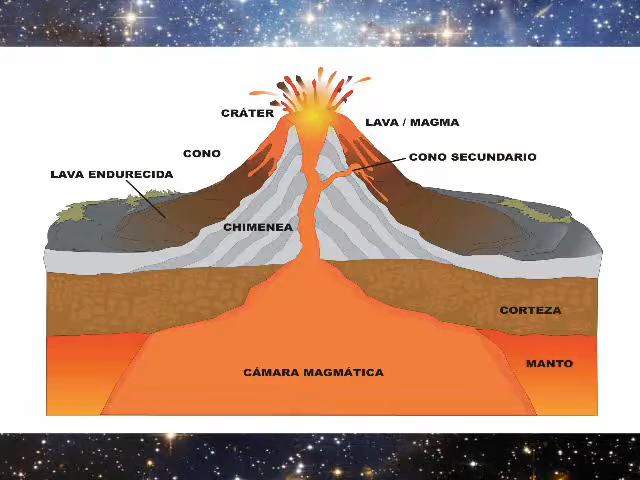 CRÁTER
LAVA / MAGMA
CONO
CONO SECUNDARIO
LAVA ENDURECIDA
CHIMENEA
CORTEZA
MANTO
CÁMARA MAGMÁTICA